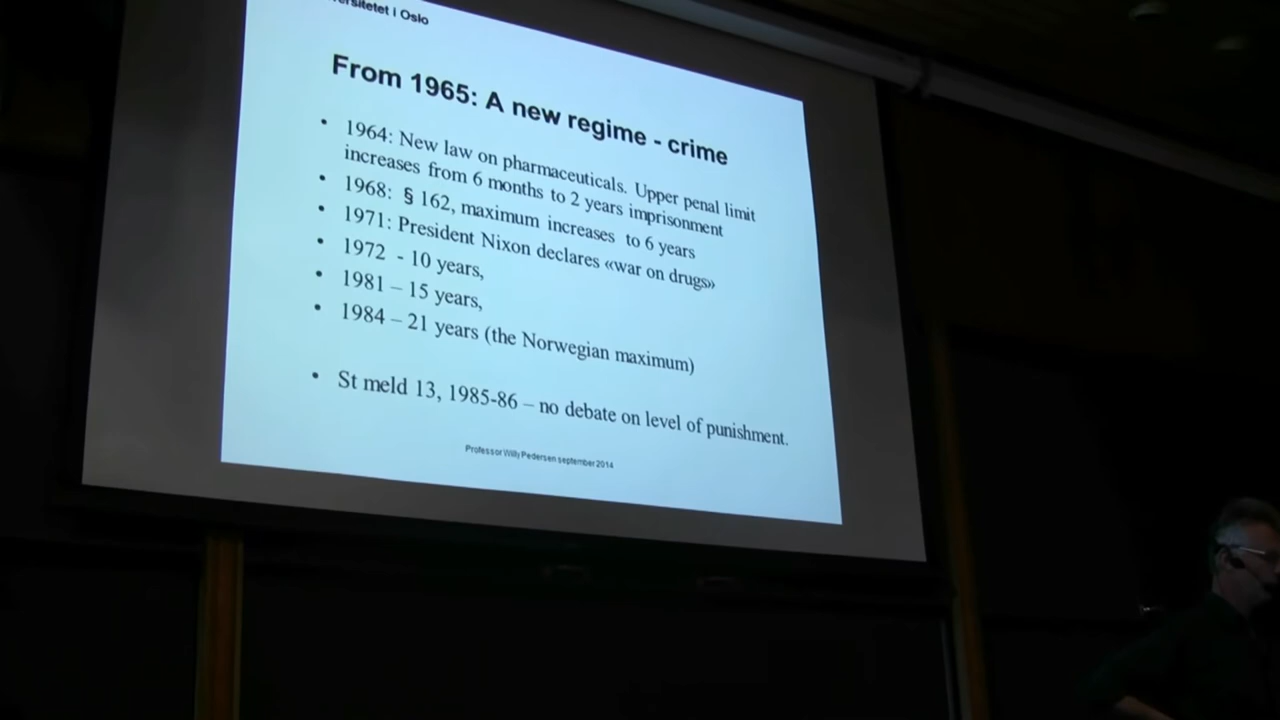 ersitetet i Oslo
From 1965: A new regime - crime
• 1964: New law on pharmaceuticals. Upper penal limit
increases from 6 months to 2 years imprisonment
• 1968: § 162, maximum increases to 6 years
• 1971: President Nixon declares «war on drugs»
• 1972 - 10 years,
• 1981 – 15 years,
• 1984 – 21 years (the Norwegian maximum)
• St meld 13, 1985-86 – no debate on level of punishment.
Professor Willy Pedersen september 2014